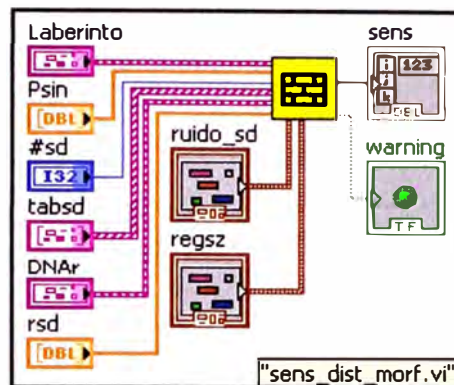 Laberinto
Psin
[DBL]
#sd
I32
tabsd
DNAr
rsd
[DBL]
ruido_sd
regsz
sens
123
DBL
warning
TF
"sens_dist_morf.vi"